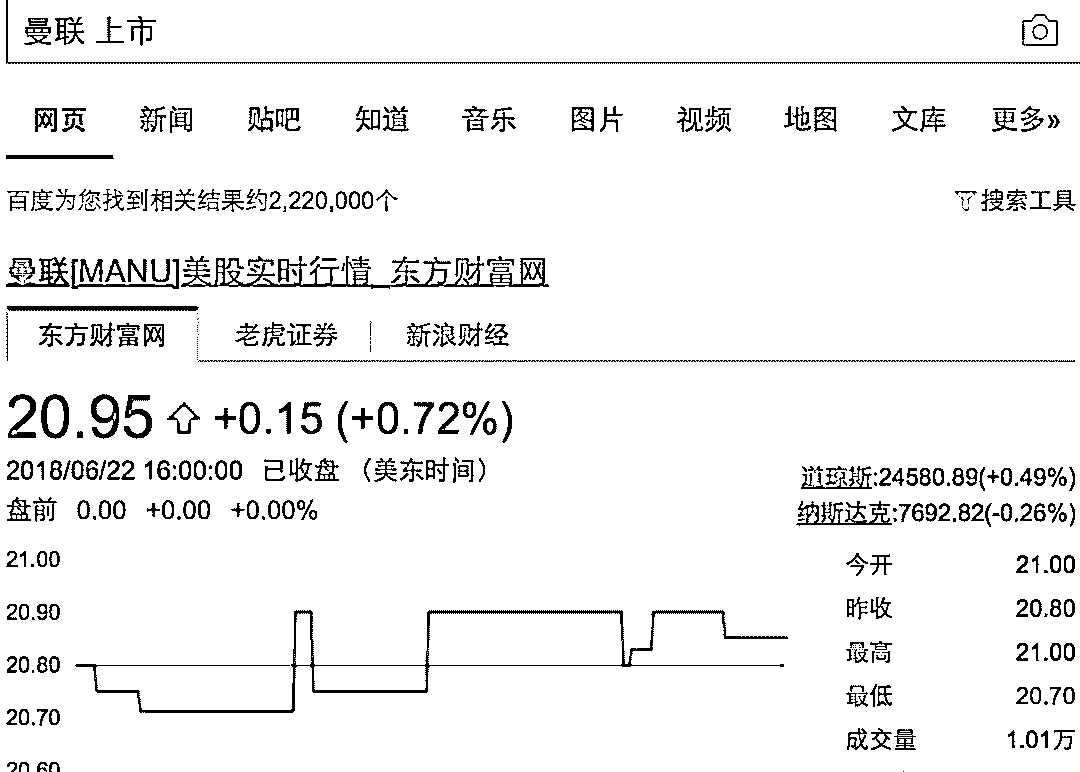 曼联 上市
网页 新闻 贴吧 知道 音乐 图片 视频 地图 文库 更多»
百度为您找到相关结果约2,220,000个 搜索工具
曼联[MANU]美股实时行情_东方财富网
东方财富网 老虎证券 新浪财经
20.95 +0.15 (+0.72%)
2018/06/22 16:00:00 已收盘 （美东时间）
道琼斯:24580.89(+0.49%)
盘前 0.00 +0.00 +0.00%
纳斯达克:7692.82(-0.26%)
21.00
今开 21.00
20.90
昨收 20.80
20.80
最高 21.00
最低 20.70
20.70
成交量 1.01万
20.60